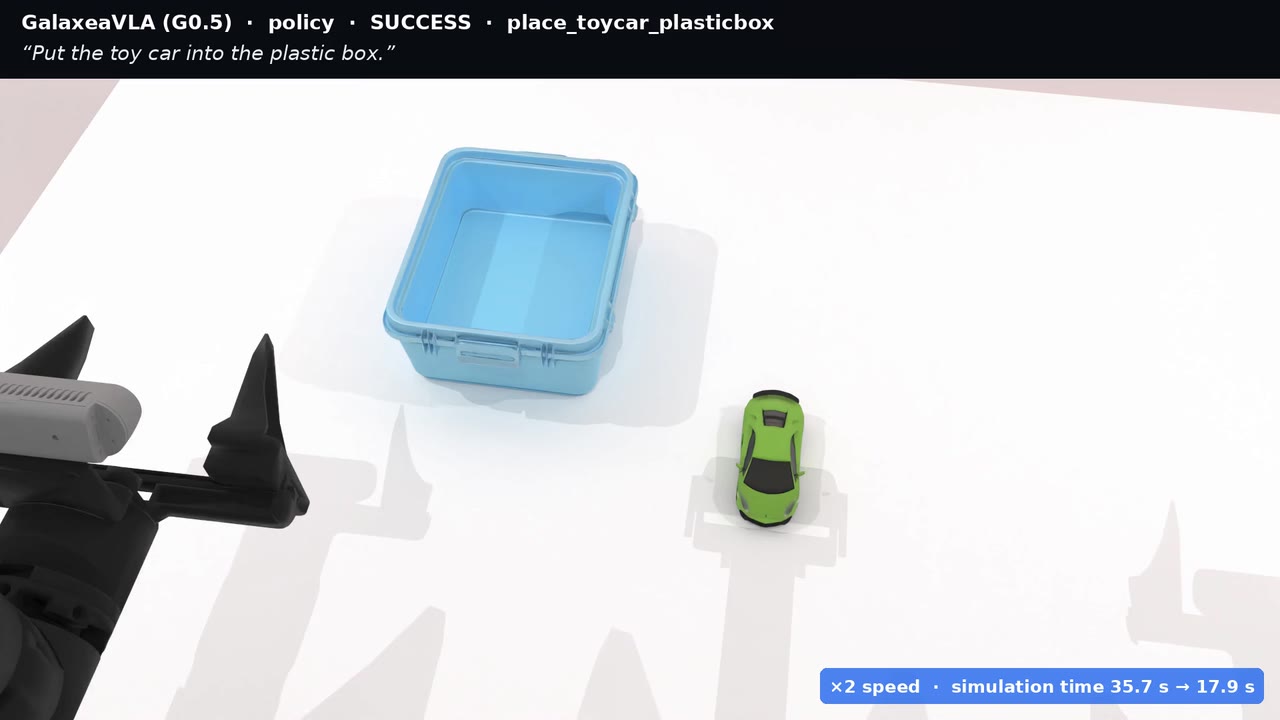 GalaxeaVLA (G0.5)  ·  policy  ·  SUCCESS  ·  place_toycar_plasticbox
“Put the toy car into the plastic box.”
×2 speed  ·  simulation time 35.7 s → 17.9 s